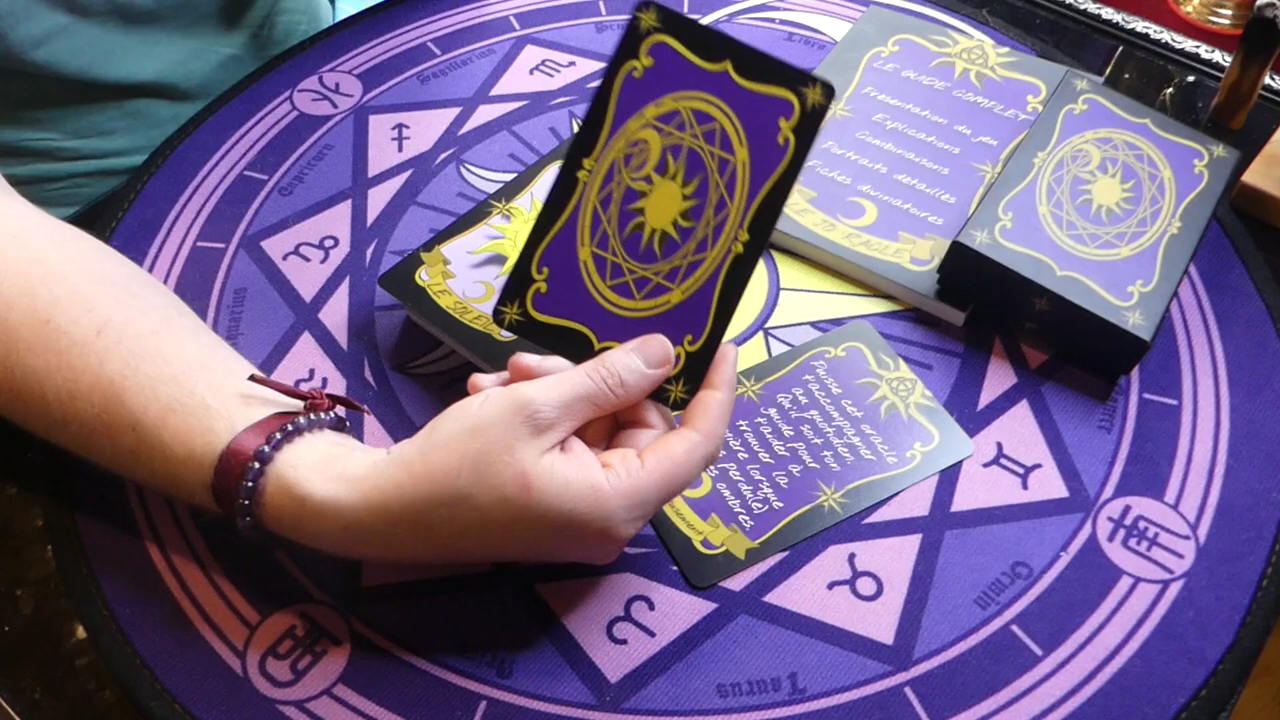 LE GUIDE COMPLET
Présentation du jeu
Explications
Combinaisons
Portraits détaillés
Fiches divinatoires
LE SOLEIL
Puisse cet oracle
t'accompagner
au quotidien.
Qu'il soit ton
guide pour
t'aider à
trouver la
lorsque
perdu(e)
ombres.
Sagittarius
Capricorn
Aquarius
Libra
Gemini
Taurus